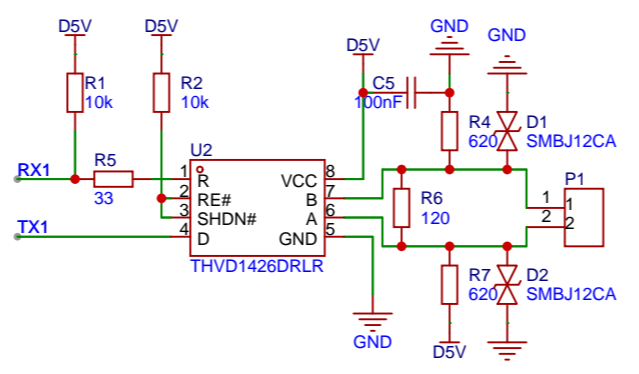 D5V
D5V
D5V
GND
GND
R1
10k
R2
10k
C5
100nF
R4
620
D1
SMBJ12CA
RX1
R5
33
U2
1
R
2
RE#
3
SHDN#
4
D
8
VCC
7
B
6
A
5
GND
THVD1426DRLR
TX1
R6
120
P1
1
1
2
2
R7
620
D2
SMBJ12CA
GND
D5V